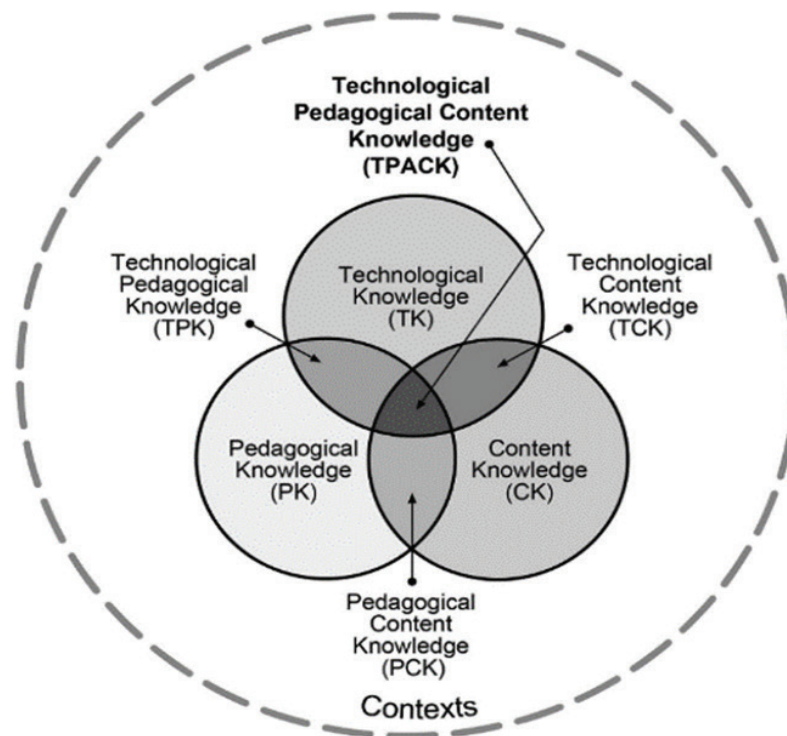 Technological
Pedagogical Content
Knowledge
(TPACK)
Technological
Pedagogical
Knowledge
(TPK)
Technological
Knowledge
(TK)
Technological
Content
Knowledge
(TCK)
Pedagogical
Knowledge
(PK)
Content
Knowledge
(CK)
Pedagogical
Content
Knowledge
(PCK)
Contexts